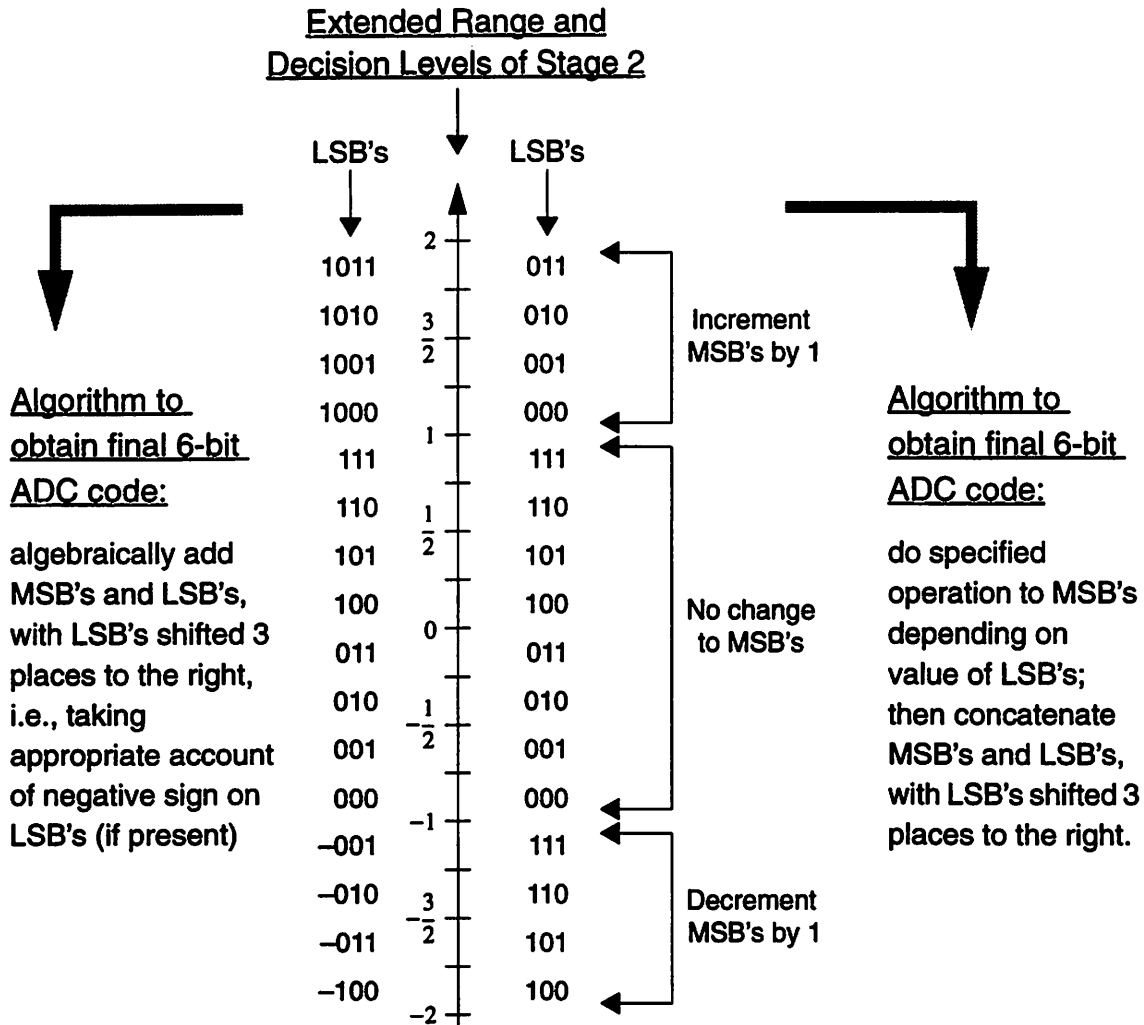 Extended Range and
Decision Levels of Stage 2
LSB's LSB's
2
1011 011
1010 3/2 010
1001 001
1000 000
1
111 111
110 1/2 110
101 101
100 100
0
011 011
010 010
-1/2
001 001
000 000
-1
-001 111
-010 110
-3/2
-011 101
-100 100
-2
Increment
MSB's by 1
No change
to MSB's
Decrement
MSB's by 1
Algorithm to
obtain final 6-bit
ADC code:
algebraically add
MSB's and LSB's,
with LSB's shifted 3
places to the right,
i.e., taking
appropriate account
of negative sign on
LSB's (if present)
Algorithm to
obtain final 6-bit
ADC code:
do specified
operation to MSB's
depending on
value of LSB's;
then concatenate
MSB's and LSB's,
with LSB's shifted 3
places to the right.